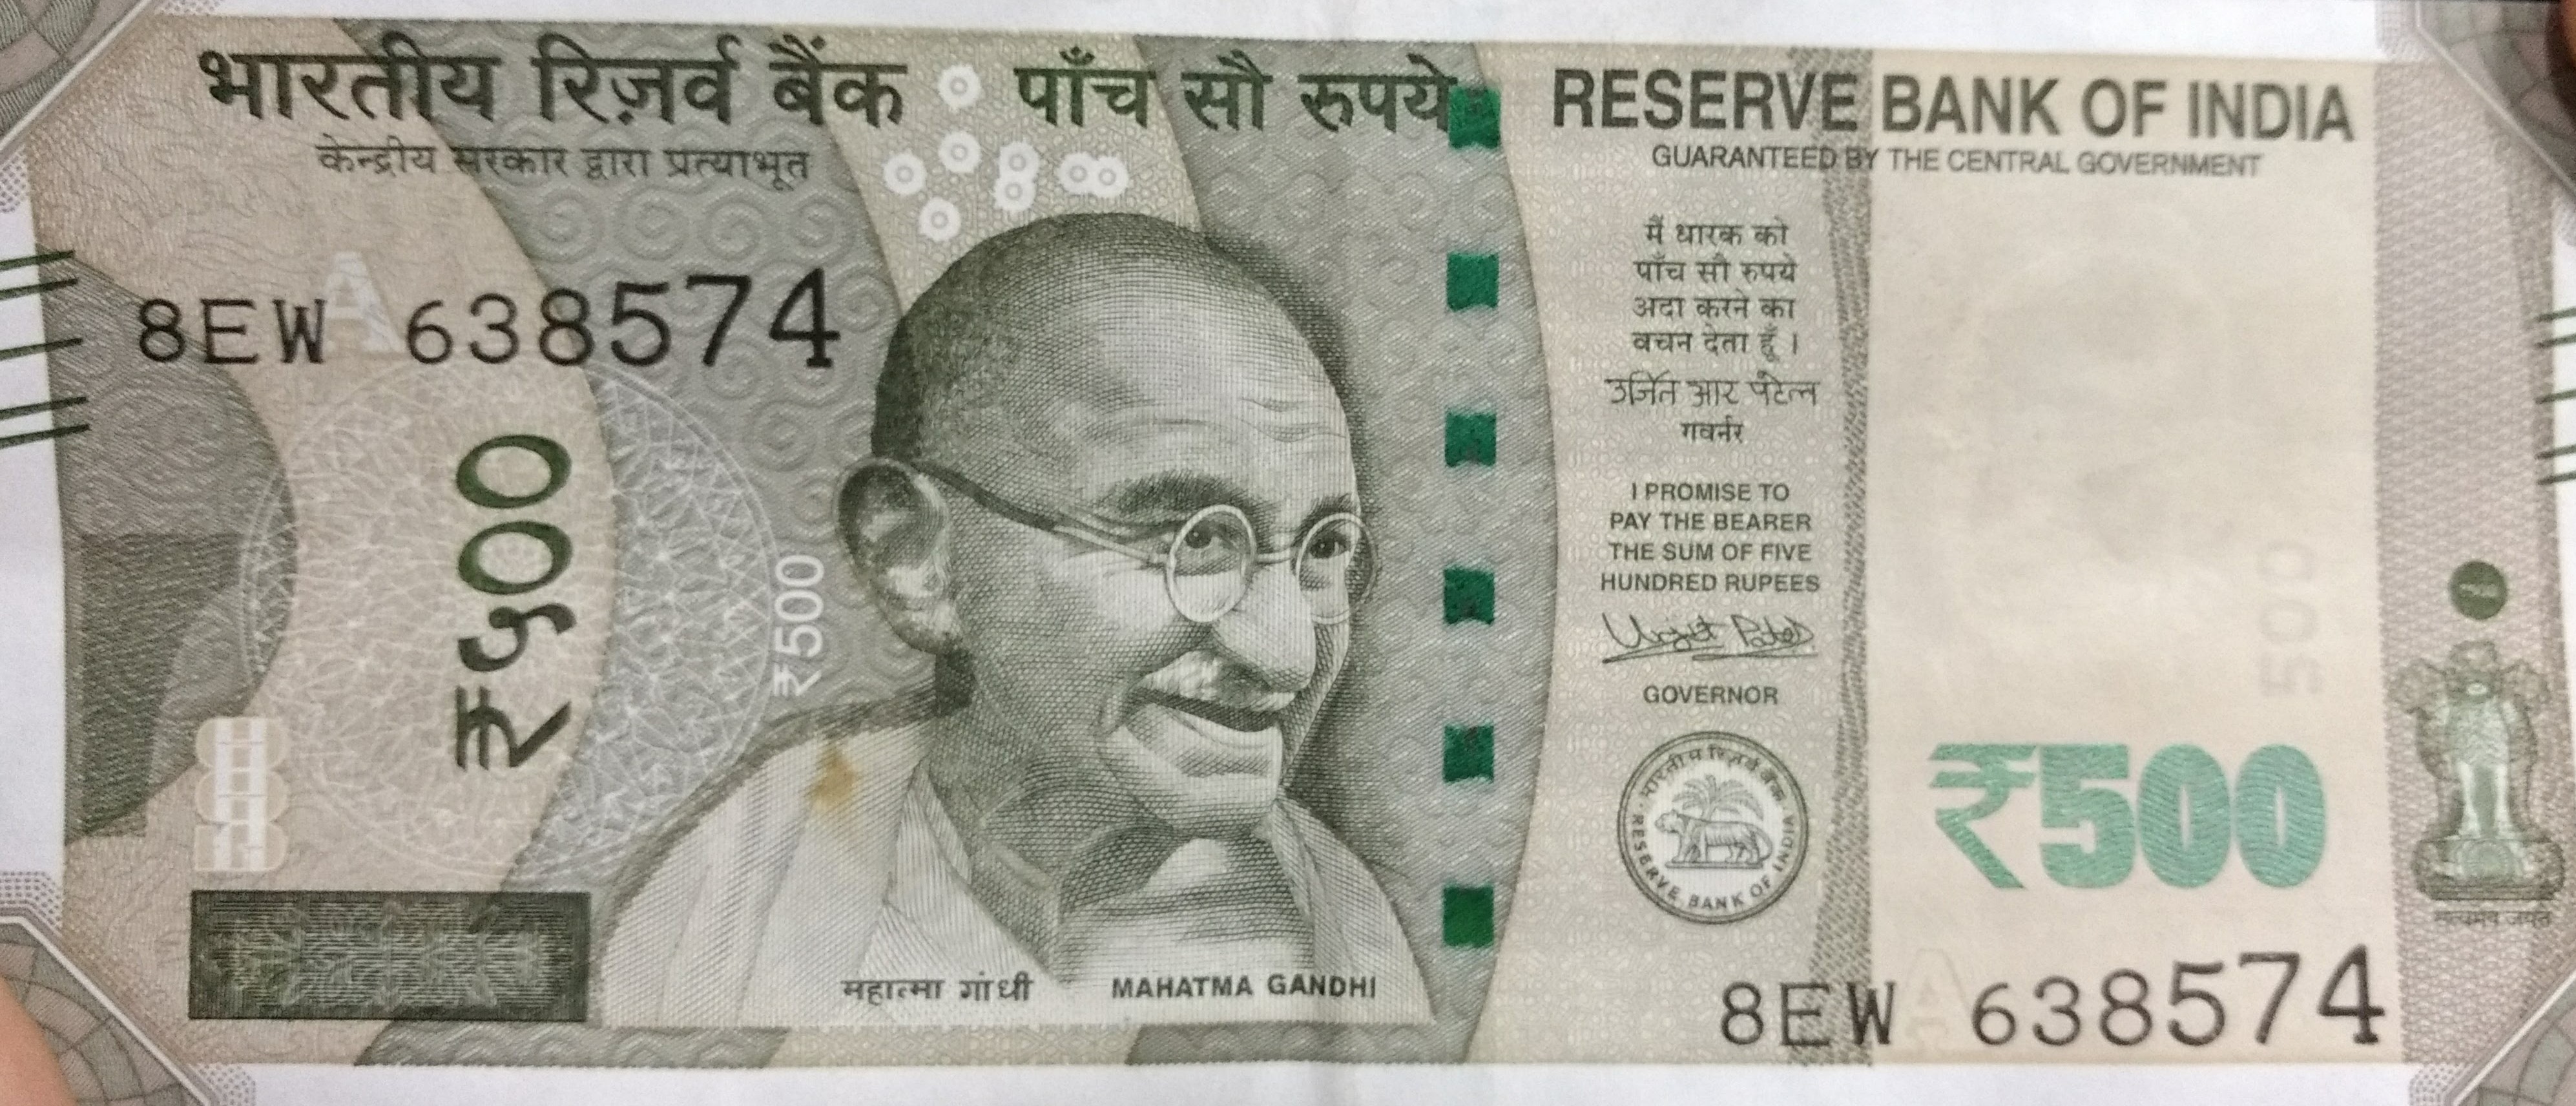 भारतीय रिज़र्व बैंक पाँच सौ रुपये
केन्द्रीय सरकार द्वारा प्रत्याभूत
RESERVE BANK OF INDIA
GUARANTEED BY THE CENTRAL GOVERNMENT
A
8EW 638574
₹५००
₹500
मैं धारक को
पाँच सौ रुपये
अदा करने का
वचन देता हूँ ।
उर्जित आर पटेल
गवर्नर
I PROMISE TO
PAY THE BEARER
THE SUM OF FIVE
HUNDRED RUPEES
Urjit Patel
GOVERNOR
भारतीय रिज़र्व बैंक
RESERVE BANK OF INDIA
500
₹500
सत्यमेव जयते
महात्मा गांधी MAHATMA GANDHI
A
8EW 638574